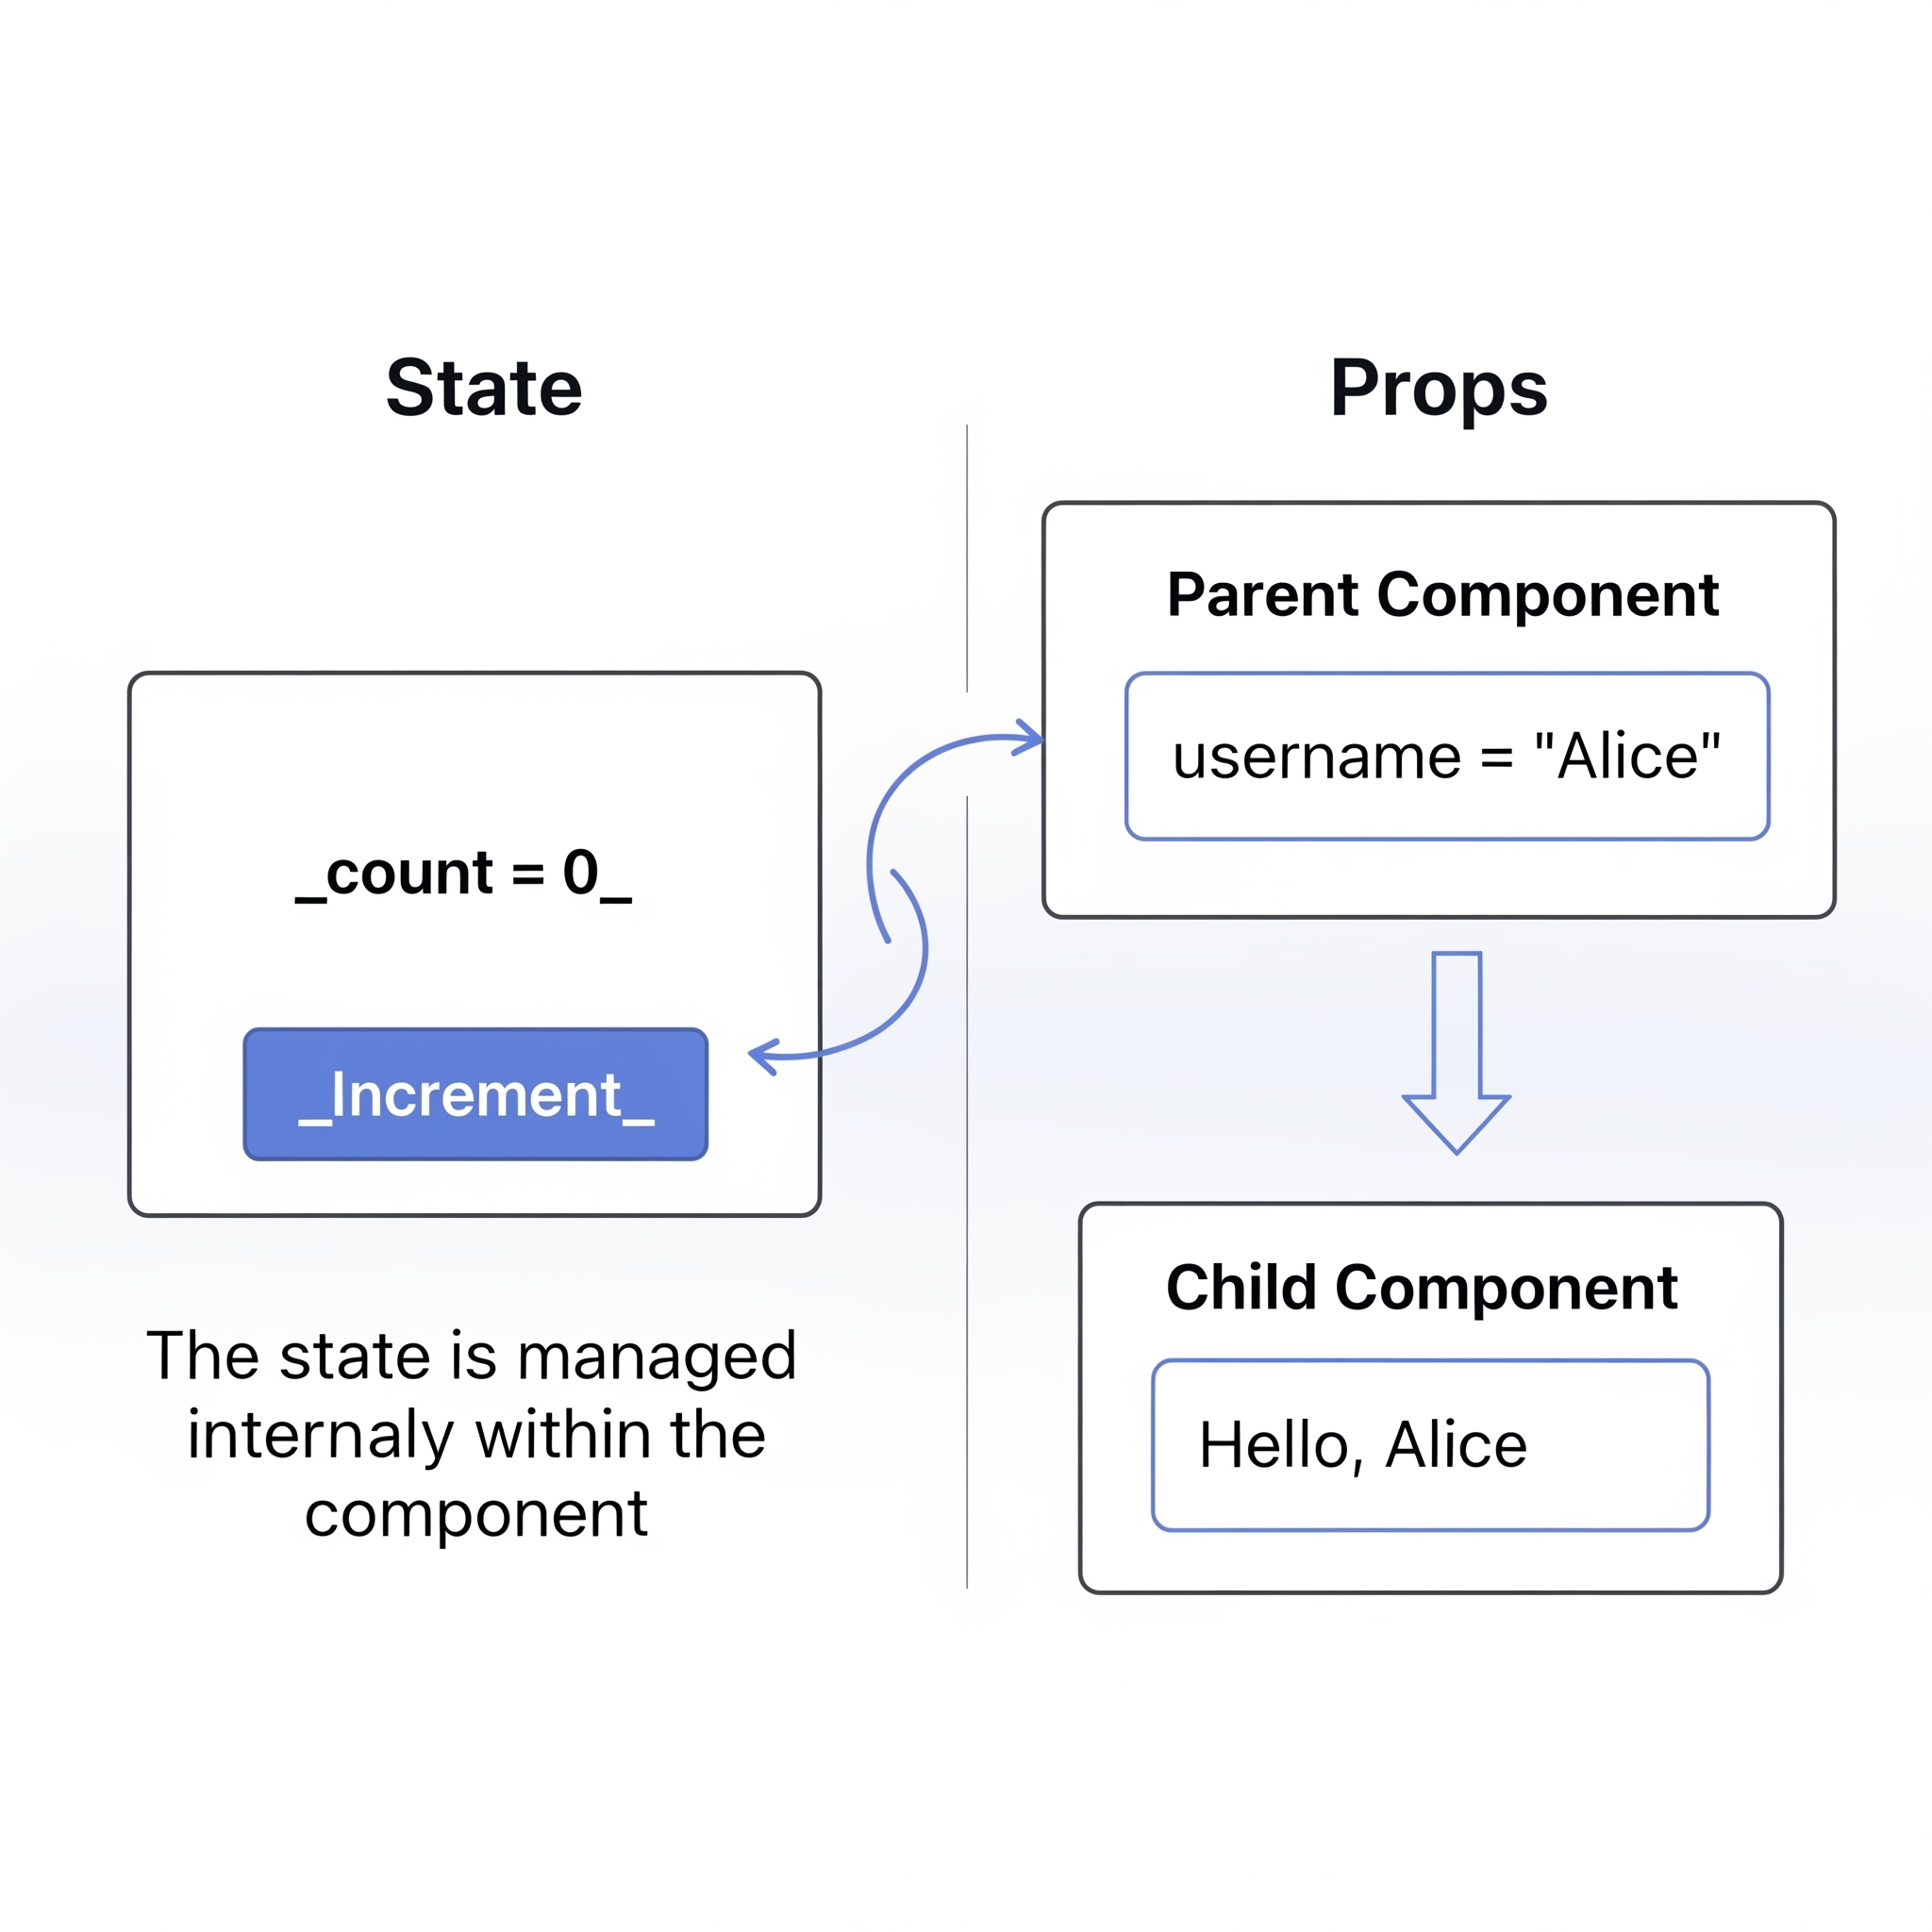 State
_count = 0_
_Increment_
The state is managed
internaly within the
component
Props
Parent Component
username = "Alice"
Child Component
Hello, Alice